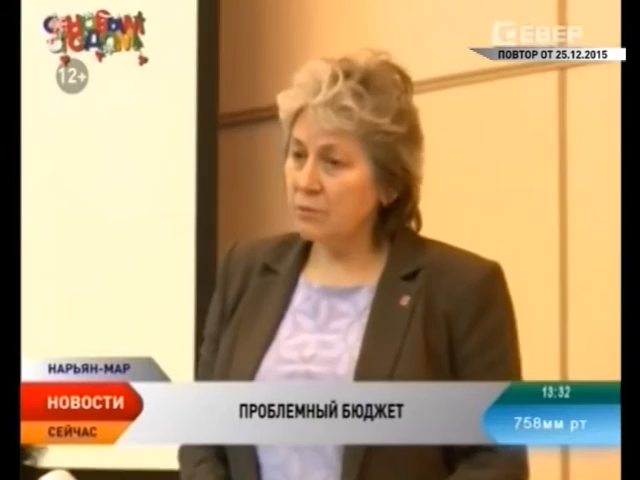 С НОВЫМ
ГОДОМ!
12+
СЕВЕР
ПОВТОР ОТ 25.12.2015
НАРЬЯН-МАР
НОВОСТИ
СЕЙЧАС
ПРОБЛЕМНЫЙ БЮДЖЕТ
13:32
758мм рт